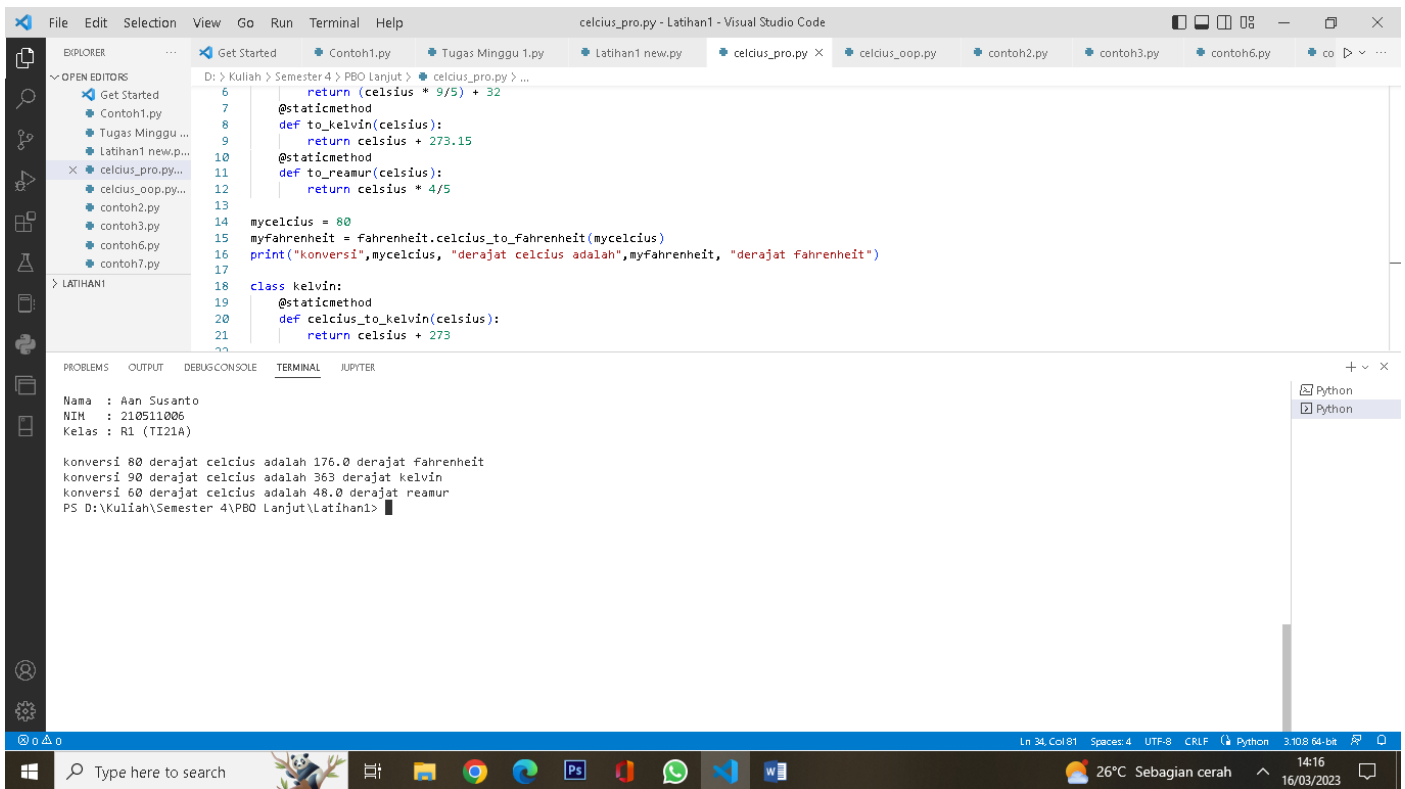 File Edit Selection View Go Run Terminal Help celcius_pro.py - Latihan1 - Visual Studio Code
EXPLORER ··· Get Started Contoh1.py Tugas Minggu 1.py Latihan1 new.py celcius_pro.py celcius_oop.py contoh2.py contoh3.py contoh6.py co ···
OPEN EDITORS
Get Started
Contoh1.py
Tugas Minggu ...
Latihan1 new.p...
celcius_pro.py...
celcius_oop.py...
contoh2.py
contoh3.py
contoh6.py
contoh7.py
LATIHAN1
D: > Kuliah > Semester 4 > PBO Lanjut > celcius_pro.py > ...
6 return (celsius * 9/5) + 32
7 @staticmethod
8 def to_kelvin(celsius):
9 return celsius + 273.15
10 @staticmethod
11 def to_reamur(celsius):
12 return celsius * 4/5
13
14 mycelcius = 80
15 myfahrenheit = fahrenheit.celcius_to_fahrenheit(mycelcius)
16 print("konversi",mycelcius, "derajat celcius adalah",myfahrenheit, "derajat fahrenheit")
17
18 class kelvin:
19 @staticmethod
20 def celcius_to_kelvin(celsius):
21 return celsius + 273
22
PROBLEMS OUTPUT DEBUG CONSOLE TERMINAL JUPYTER
Python
Python
Nama : Aan Susanto
NIM : 210511006
Kelas : R1 (TI21A)
konversi 80 derajat celcius adalah 176.0 derajat fahrenheit
konversi 90 derajat celcius adalah 363 derajat kelvin
konversi 60 derajat celcius adalah 48.0 derajat reamur
PS D:\Kuliah\Semester 4\PBO Lanjut\Latihan1>
0 0 Ln 34, Col 81 Spaces: 4 UTF-8 CRLF Python 3.10.8 64-bit
Type here to search Ps 26°C Sebagian cerah 14:16
16/03/2023